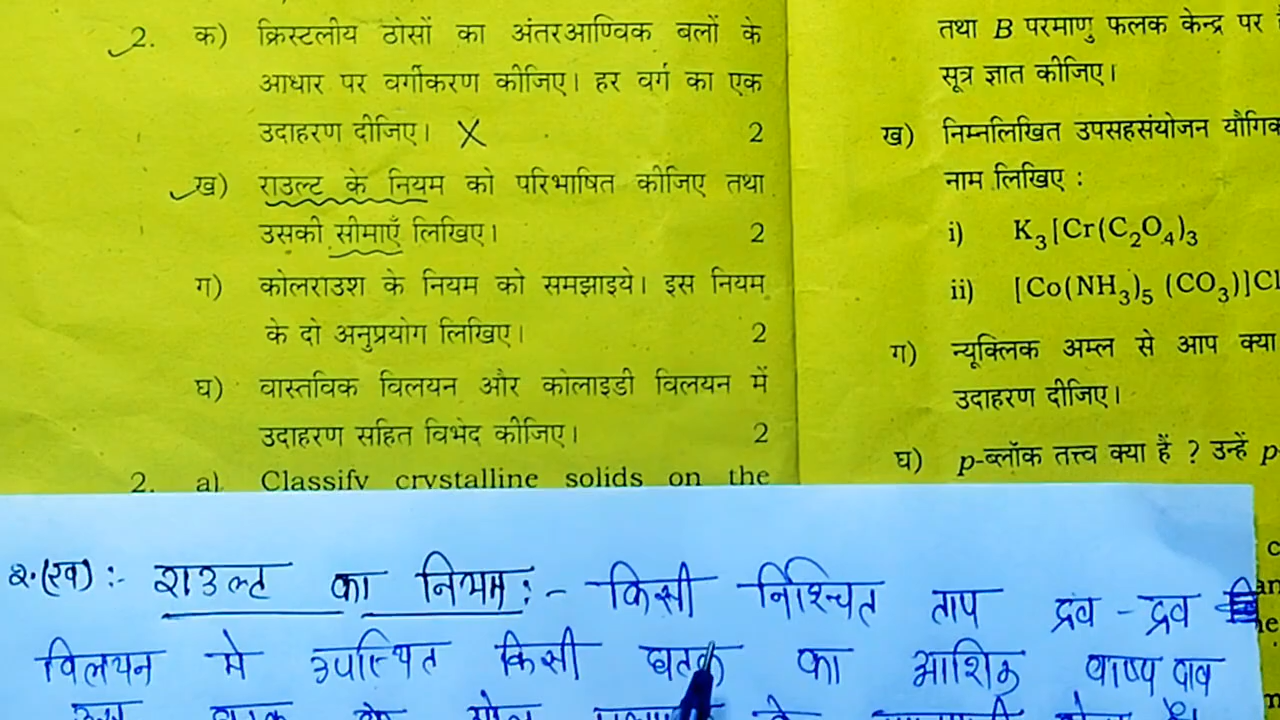 2. क) क्रिस्टलीय ठोसों का अंतरआण्विक बलों के
आधार पर वर्गीकरण कीजिए। हर वर्ग का एक
उदाहरण दीजिए। X 2
ख) राउल्ट के नियम को परिभाषित कीजिए तथा
उसकी सीमाएँ लिखिए। 2
ग) कोलराउश के नियम को समझाइये। इस नियम
के दो अनुप्रयोग लिखिए। 2
घ) वास्तविक विलयन और कोलाइडी विलयन में
उदाहरण सहित विभेद कीजिए। 2
2. a) Classify crystalline solids on the
तथा B परमाणु फलक केन्द्र पर
सूत्र ज्ञात कीजिए।
ख) निम्नलिखित उपसहसंयोजन यौगिक
नाम लिखिए :
i) K₃[Cr(C₂O₄)₃
ii) [Co(NH₃)₅ (CO₃)]Cl
ग) न्यूक्लिक अम्ल से आप क्या
उदाहरण दीजिए।
घ) p-ब्लॉक तत्त्व क्या हैं ? उन्हें p-
२.(ख) :- राउल्ट का नियम :- किसी निश्चित ताप द्रव - द्रव
विलयन मे उपस्थित किसी घटक का आशिक वाष्प दाब